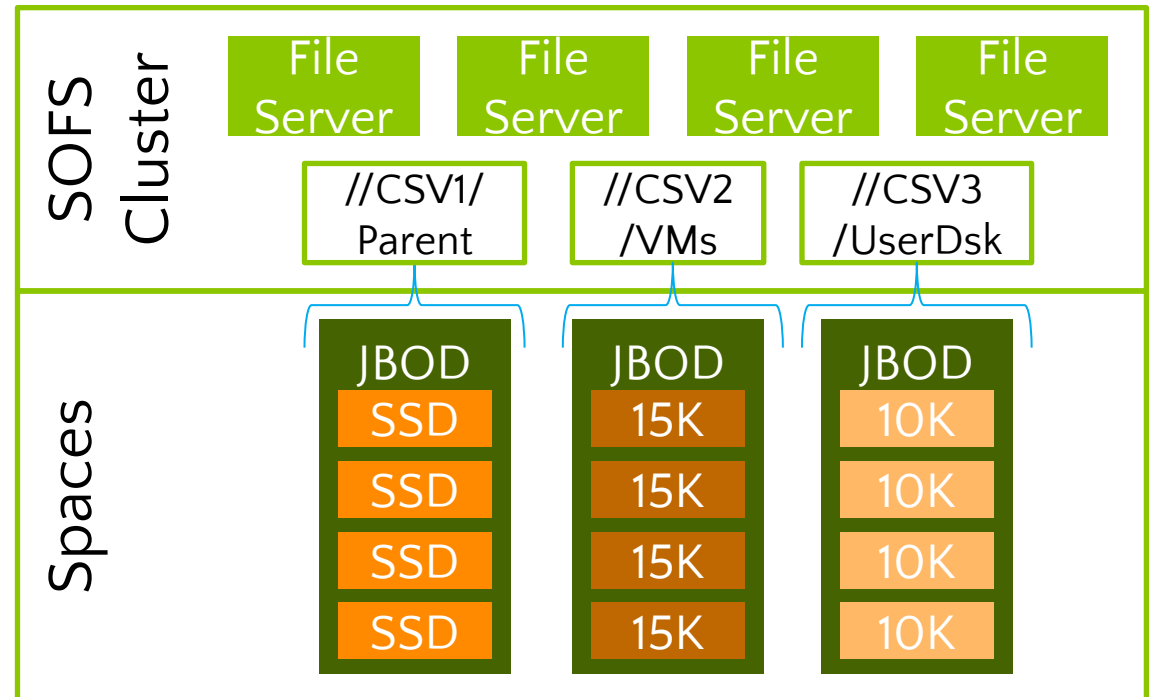 SOFS
Cluster
File
Server
File
Server
File
Server
File
Server
//CSV1/
Parent
//CSV2
/VMs
//CSV3
/UserDsk
Spaces
JBOD
SSD
SSD
SSD
SSD
JBOD
15K
15K
15K
15K
JBOD
10K
10K
10K
10K